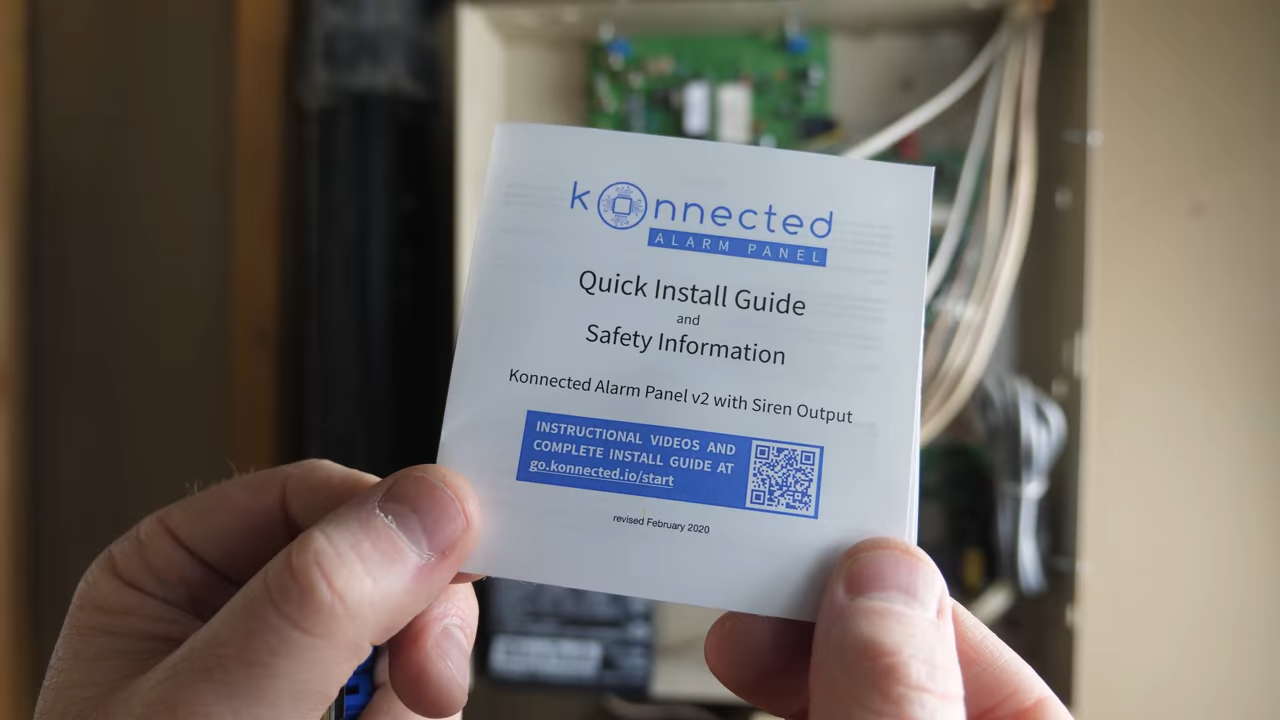 konnected
ALARM PANEL
Quick Install Guide
and
Safety Information
Konnected Alarm Panel v2 with Siren Output
INSTRUCTIONAL VIDEOS AND
COMPLETE INSTALL GUIDE AT
go.konnected.io/start
revised February 2020